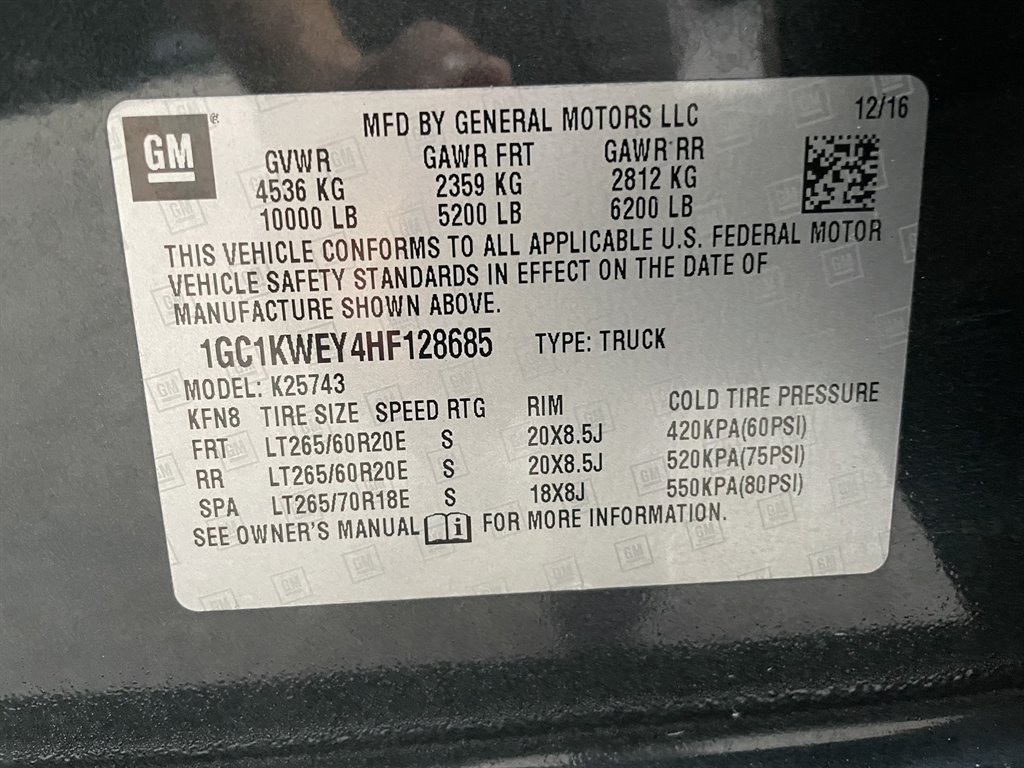 GM ®
MFD BY GENERAL MOTORS LLC 12/16
GVWR GAWR FRT GAWR RR
4536 KG 2359 KG 2812 KG
10000 LB 5200 LB 6200 LB
THIS VEHICLE CONFORMS TO ALL APPLICABLE U.S. FEDERAL MOTOR
VEHICLE SAFETY STANDARDS IN EFFECT ON THE DATE OF
MANUFACTURE SHOWN ABOVE.
1GC1KWEY4HF128685 TYPE: TRUCK
MODEL: K25743
KFN8 TIRE SIZE SPEED RTG RIM COLD TIRE PRESSURE
FRT LT265/60R20E S 20X8.5J 420KPA(60PSI)
RR LT265/60R20E S 20X8.5J 520KPA(75PSI)
SPA LT265/70R18E S 18X8J 550KPA(80PSI)
SEE OWNER'S MANUAL i FOR MORE INFORMATION.